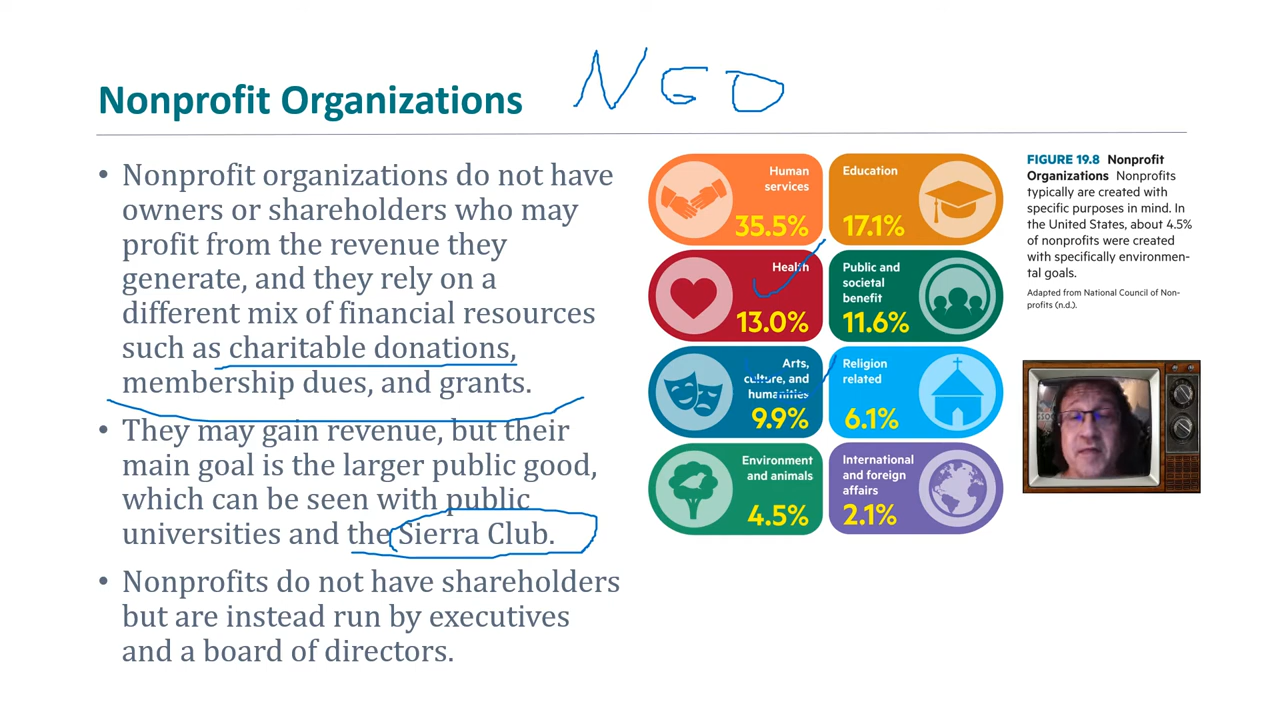 Nonprofit Organizations NGO
• Nonprofit organizations do not have
owners or shareholders who may
profit from the revenue they
generate, and they rely on a
different mix of financial resources
such as charitable donations,
membership dues, and grants.
• They may gain revenue, but their
main goal is the larger public good,
which can be seen with public
universities and the Sierra Club.
• Nonprofits do not have shareholders
but are instead run by executives
and a board of directors.
Human
services
35.5%
Education
17.1%
Health
13.0%
Public and
societal
benefit
11.6%
Arts,
culture, and
humanities
9.9%
Religion
related
6.1%
Environment
and animals
4.5%
International
and foreign
affairs
2.1%
FIGURE 19.8 Nonprofit
Organizations Nonprofits
typically are created with
specific purposes in mind. In
the United States, about 4.5%
of nonprofits were created
with specifically environmen-
tal goals.
Adapted from National Council of Non-
profits (n.d.).